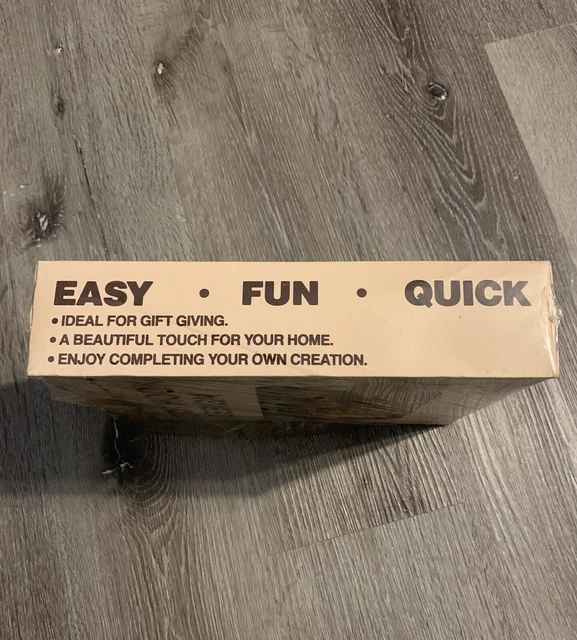 EASY • FUN • QUICK
• IDEAL FOR GIFT GIVING.
• A BEAUTIFUL TOUCH FOR YOUR HOME.
• ENJOY COMPLETING YOUR OWN CREATION.